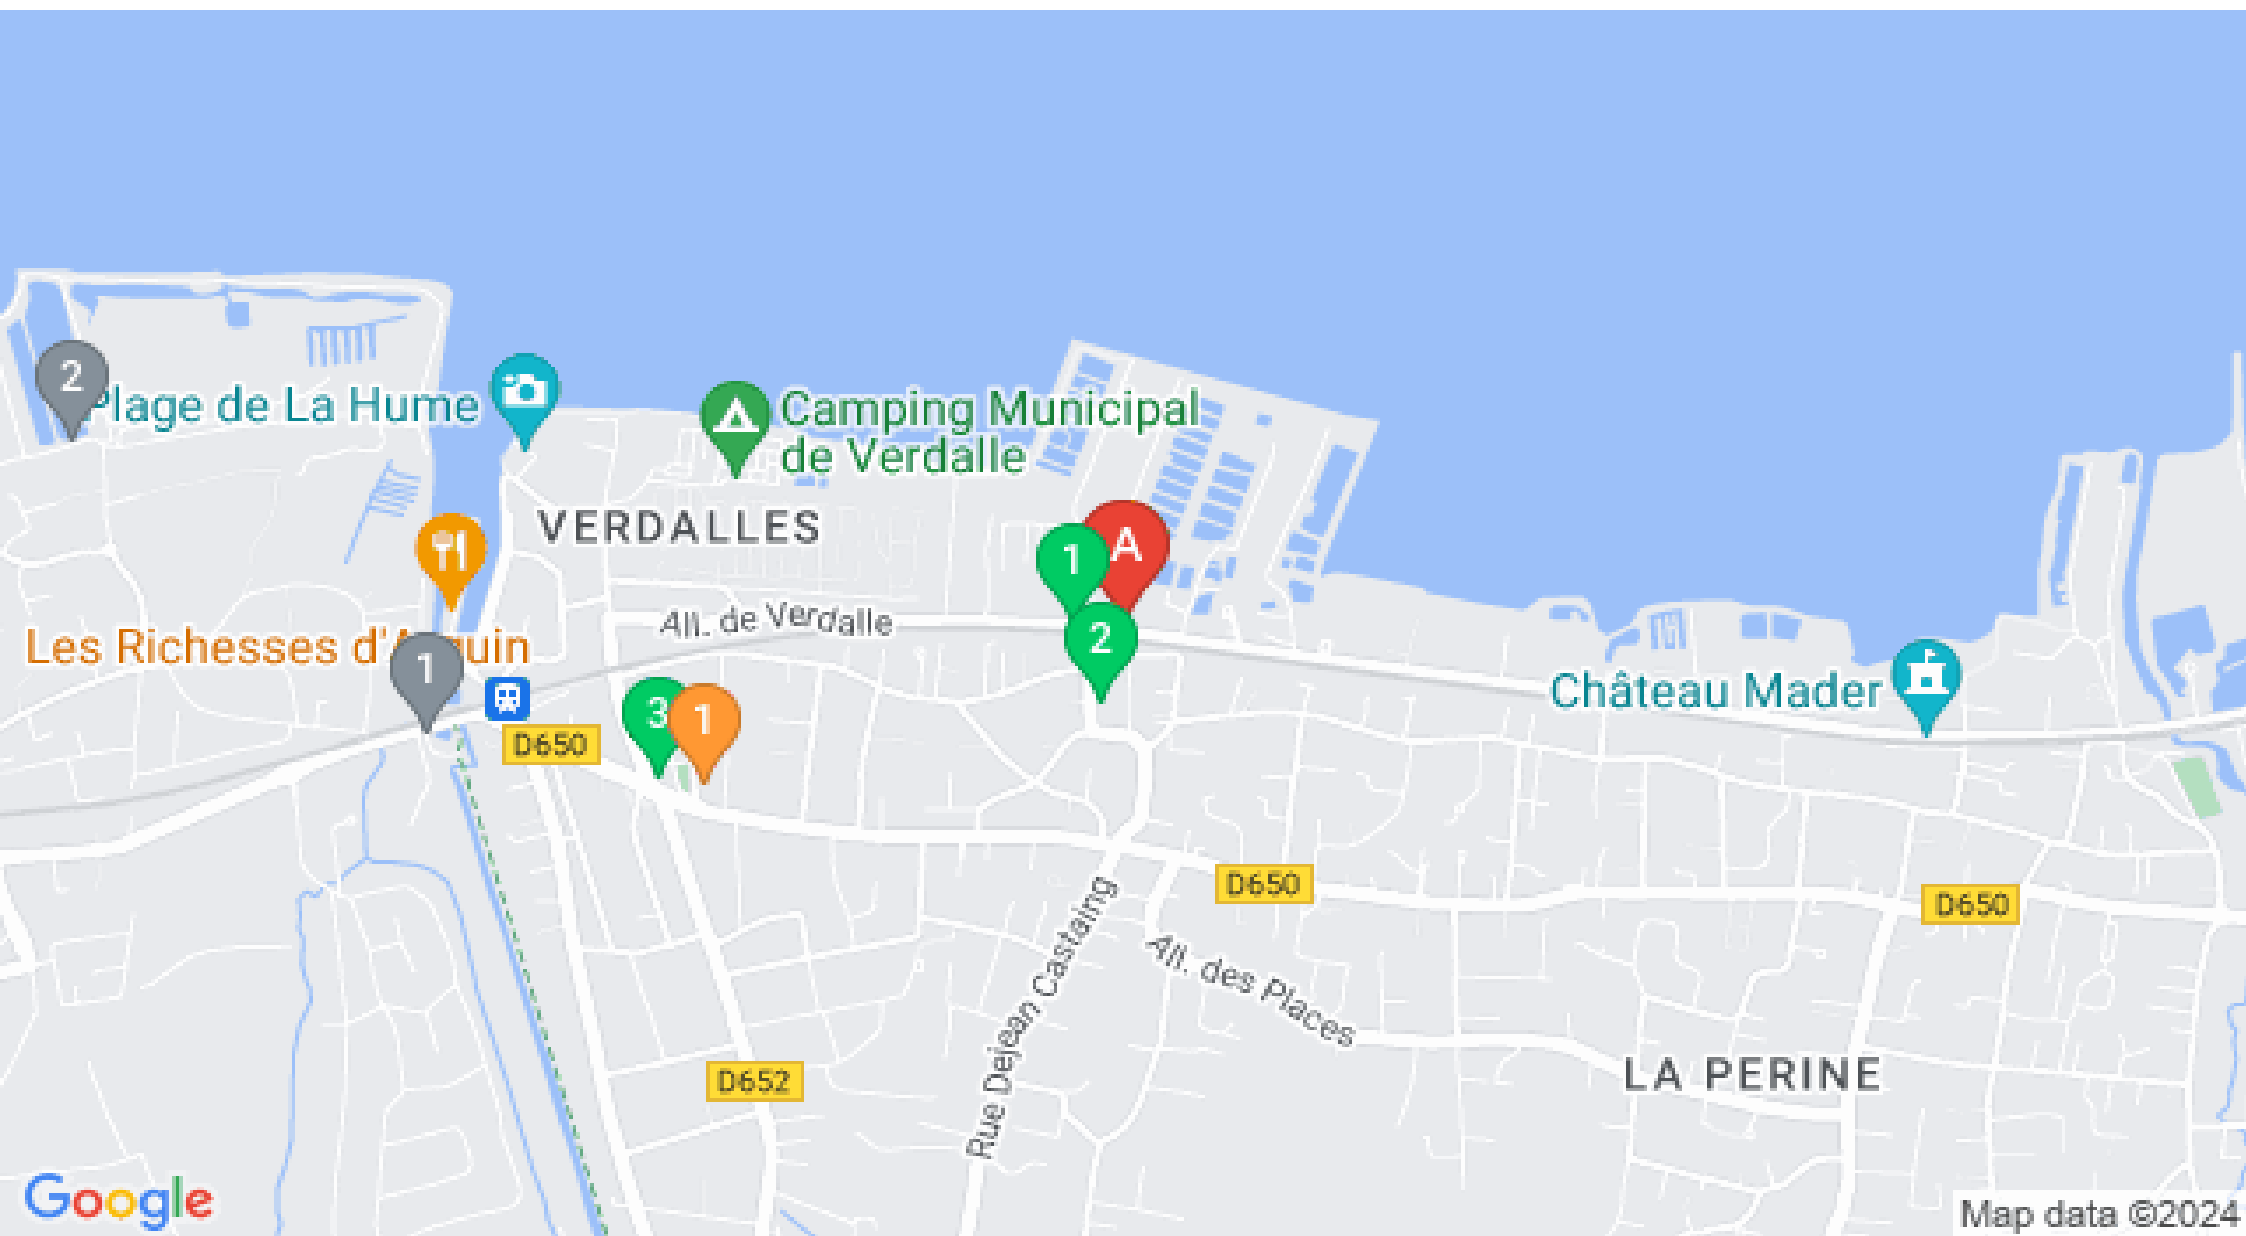 2
Plage de La Hume
Camping Municipal
de Verdalle
VERDALLES
1
A
All. de Verdalle
2
Les Richesses d'Arguin
1
Château Mader
3
1
D650
D650
D650
Rue Dejean Castaing
All. des Places
D652
LA PERINE
Google
Map data ©2024